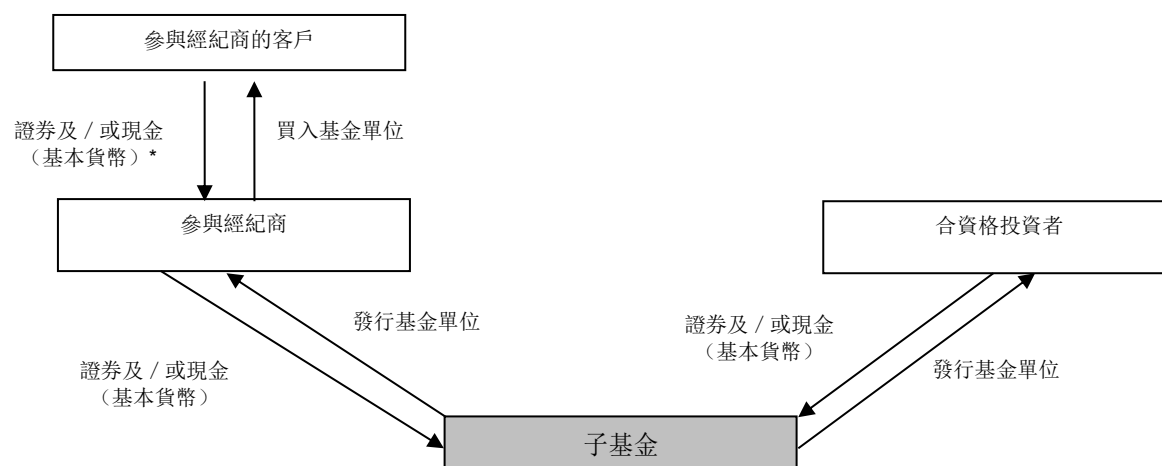 參與經紀商的客戶
證券及 / 或現金
（基本貨幣）*
買入基金單位
參與經紀商
合資格投資者
發行基金單位
證券及 / 或現金
（基本貨幣）
證券及 / 或現金
（基本貨幣）
發行基金單位
子基金